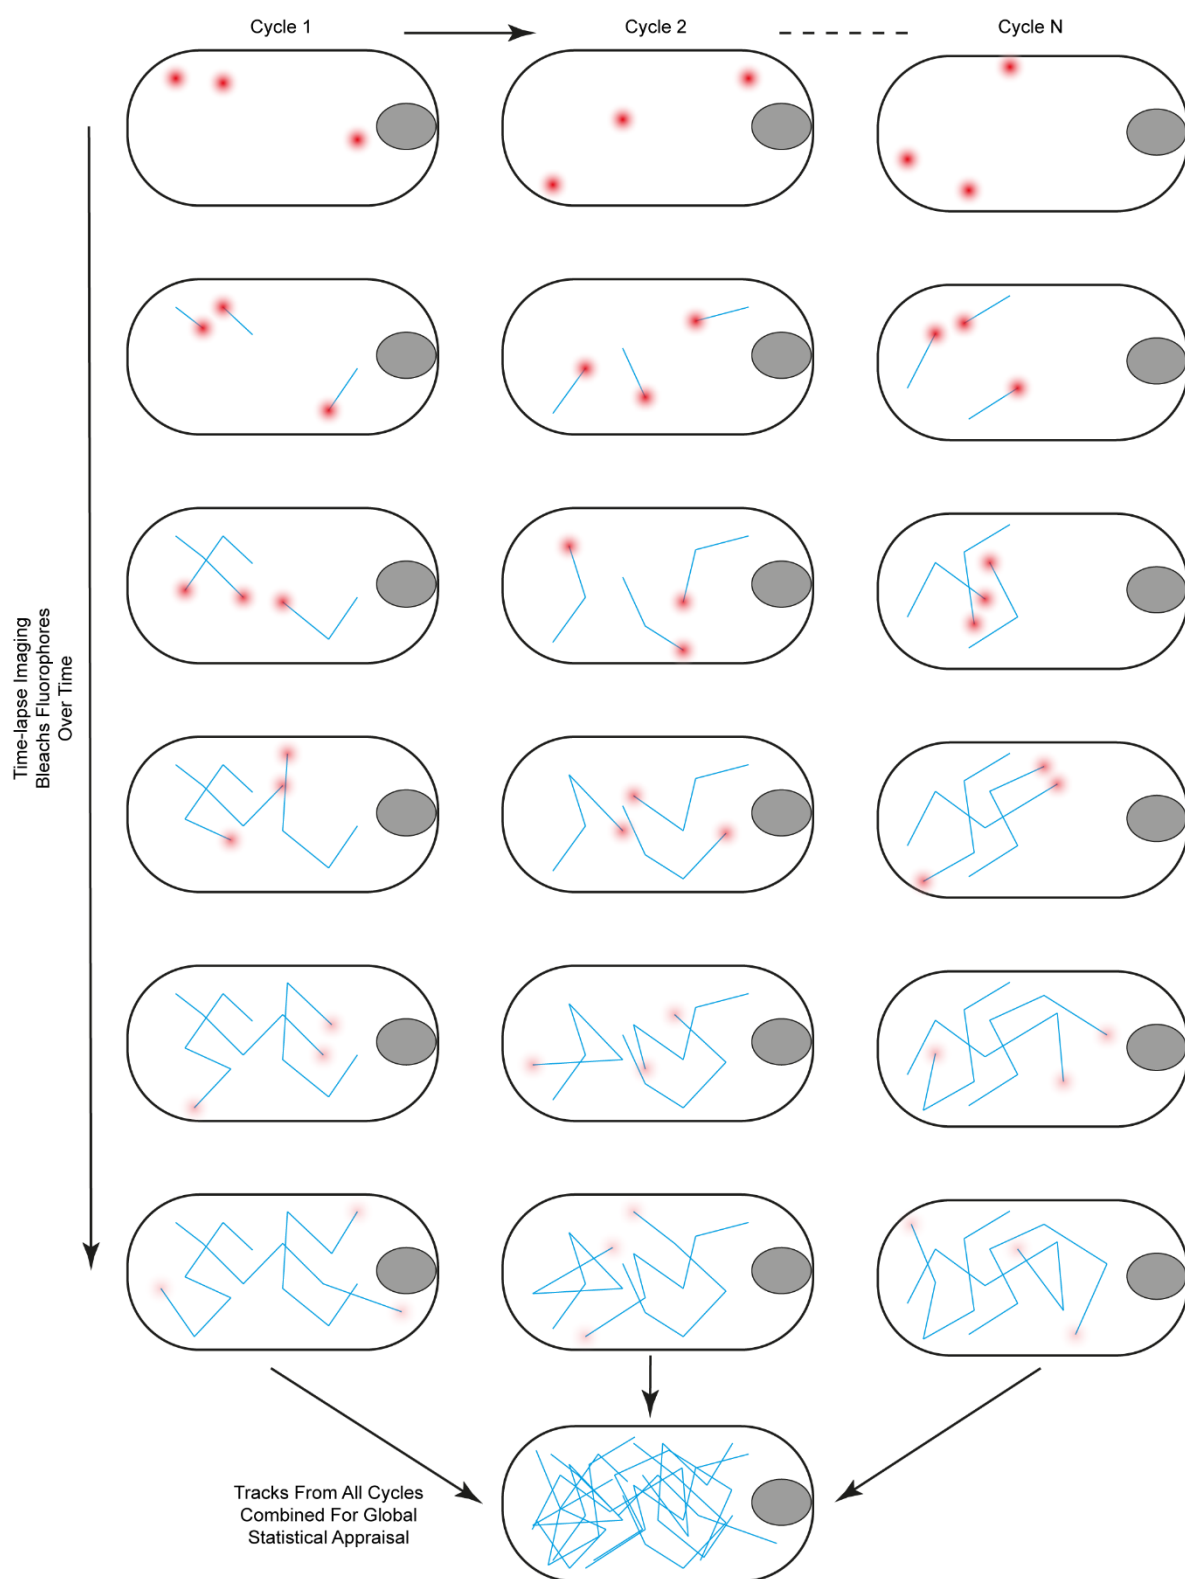 Cycle 1
Cycle 2
Cycle N
Time-lapse Imaging
Bleachs Fluorophores
Over Time
Tracks From All Cycles
Combined For Global
Statistical Appraisal